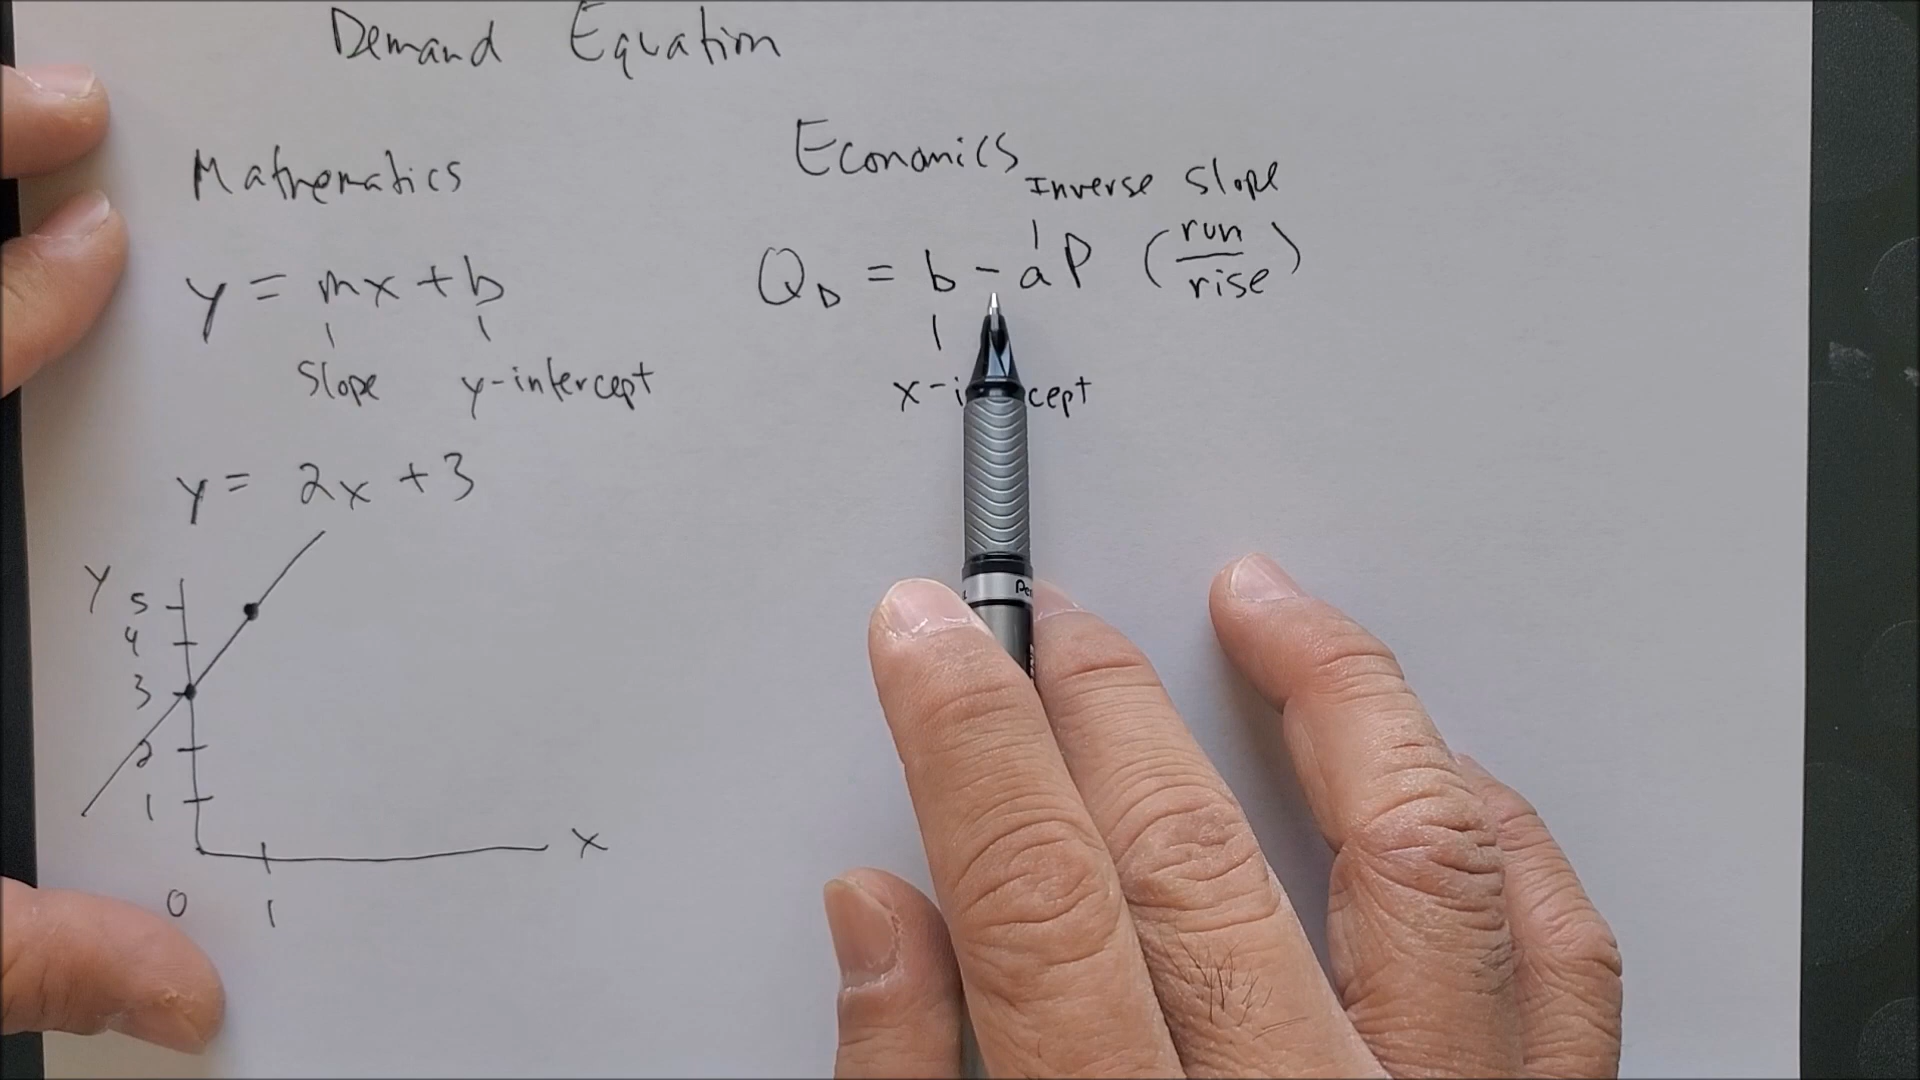 Demand Equation
Mathematics
y = mx + b
slope y-intercept
y = 2x + 3
Y
5
4
3
2
1
0 1
X
Economics
Inverse Slope
QD = b - aP (run/rise)